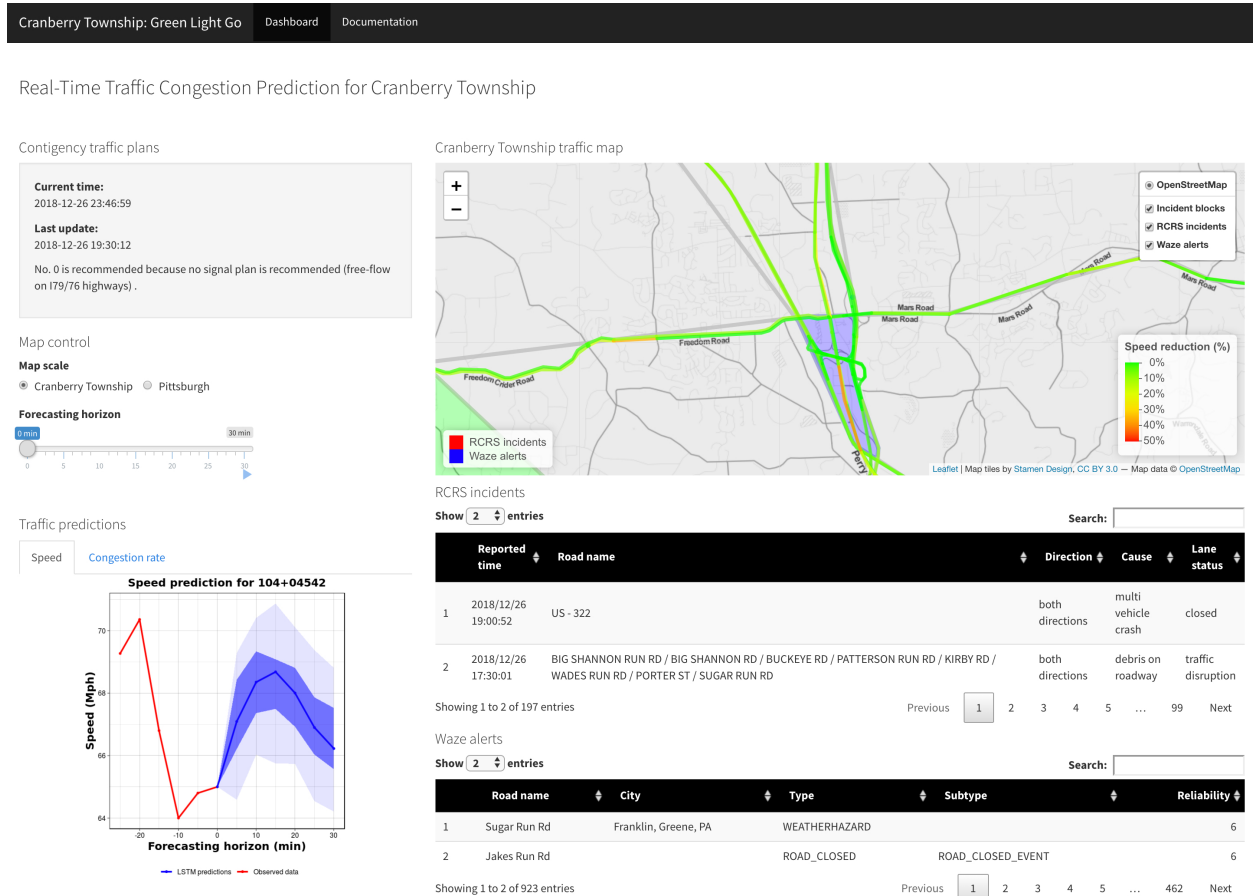 Cranberry Township: Green Light Go
Dashboard
Documentation
Real-Time Traffic Congestion Prediction for Cranberry Township
Contigency traffic plans
Current time:
2018-12-26 23:46:59
Last update:
2018-12-26 19:30:12
No. 0 is recommended because no signal plan is recommended (free-flow
on I79/76 highways) .
Map control
Map scale
Cranberry Township
Pittsburgh
Forecasting horizon
0 min
30 min
0 5 10 15 20 25 30
Traffic predictions
Speed
Congestion rate
Speed prediction for 104+04542
Speed (Mph)
70
68
66
64
-20 -10 0 10 20 30
Forecasting horizon (min)
LSTM predictions
Observed data
Cranberry Township traffic map
+
−
OpenStreetMap
Incident blocks
RCRS incidents
Waze alerts
Mars Road
Mars Road
Mars Road
Mars Road
Road
Freedom Road
Freedom Crider Road
Perry
Speed reduction (%)
0%
10%
20%
30%
40%
50%
RCRS incidents
Waze alerts
Leaflet | Map tiles by Stamen Design, CC BY 3.0 — Map data © OpenStreetMap
RCRS incidents
Show 2 entries
Search:
Reported time Road name Direction Cause Lane status
1 2018/12/26 19:00:52 US - 322 both directions multi vehicle crash closed
2 2018/12/26 17:30:01 BIG SHANNON RUN RD / BIG SHANNON RD / BUCKEYE RD / PATTERSON RUN RD / KIRBY RD / WADES RUN RD / PORTER ST / SUGAR RUN RD both directions debris on roadway traffic disruption
Showing 1 to 2 of 197 entries
Previous 1 2 3 4 5 … 99 Next
Waze alerts
Show 2 entries
Search:
Road name City Type Subtype Reliability
1 Sugar Run Rd Franklin, Greene, PA WEATHERHAZARD 6
2 Jakes Run Rd ROAD_CLOSED ROAD_CLOSED_EVENT 6
Showing 1 to 2 of 923 entries
Previous 1 2 3 4 5 … 462 Next